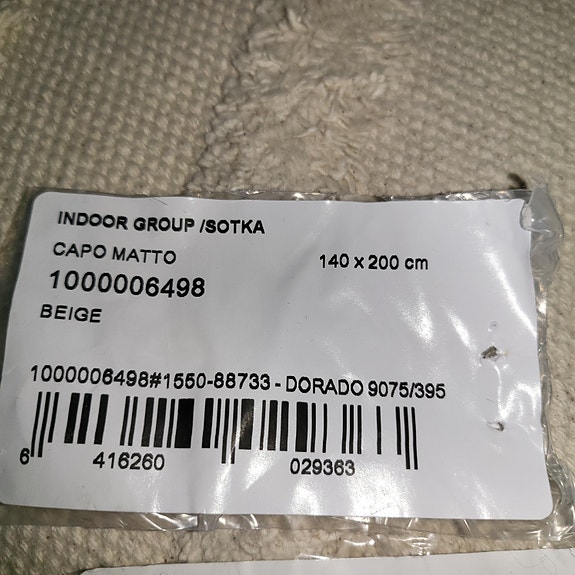 INDOOR GROUP /SOTKA
CAPO MATTO
140 x 200 cm
1000006498
BEIGE
1000006498#1550-88733 - DORADO 9075/395
6 416260 029363